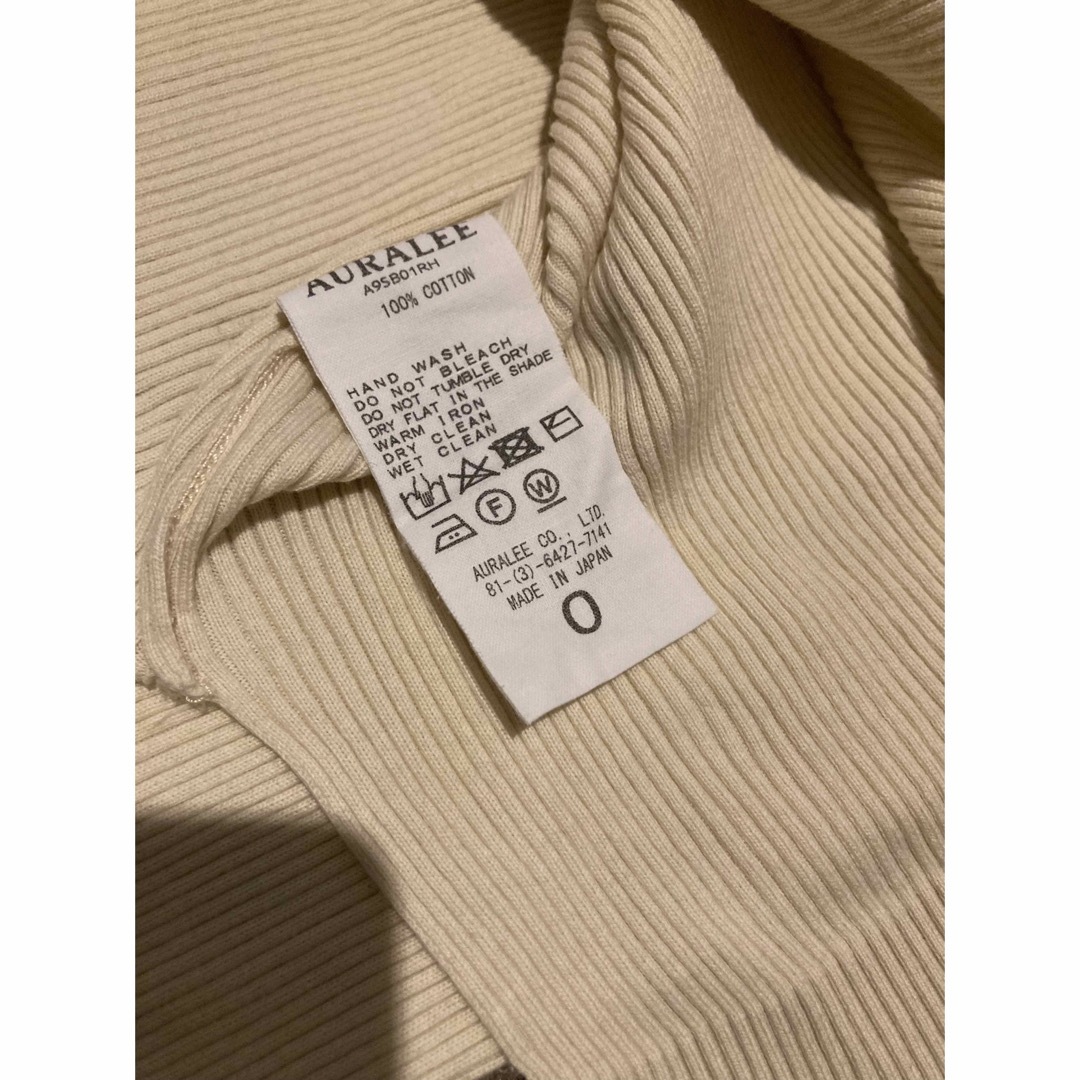 AURALEE
A9SB01RH
100% COTTON
HAND WASH
DO NOT BLEACH
DO NOT TUMBLE DRY
DRY FLAT IN THE SHADE
WARM IRON
DRY CLEAN
WET CLEAN
F W
AURALEE CO., LTD.
81-(3)-6427-7141
MADE IN JAPAN
0